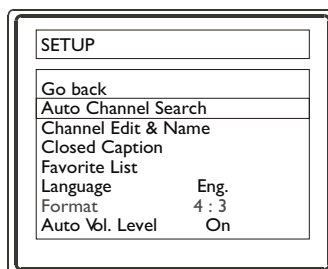 SETUP
Go back
Auto Channel Search
Channel Edit & Name
Closed Caption
Favorite List
Language Eng.
Format 4 : 3
Auto Vol. Level On